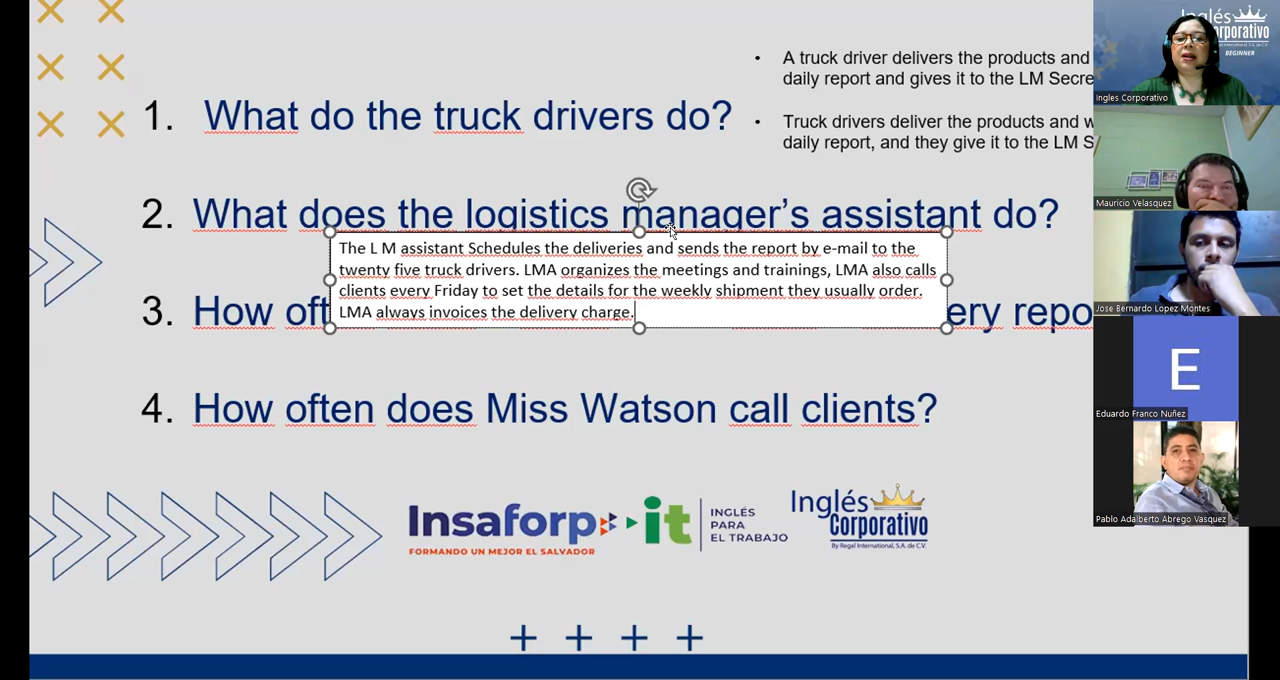 1. What do the truck drivers do?
• A truck driver delivers the products and
daily report and gives it to the LM Secre
• Truck drivers deliver the products and w
daily report, and they give it to the LM S
2. What does the logistics manager's assistant do?
The L M assistant Schedules the deliveries and sends the report by e-mail to the
twenty five truck drivers. LMA organizes the meetings and trainings, LMA also calls
clients every Friday to set the details for the weekly shipment they usually order.
LMA always invoices the delivery charge.
3. How oft
ery repo
4. How often does Miss Watson call clients?
Insaforp
FORMANDO UN MEJOR EL SALVADOR
it
INGLÉS
PARA
EL TRABAJO
Inglés
Corporativo
By Regal International, S.A. de C.V.
Inglés
Corporativo
BEGINNER
Ingles Corporativo
Mauricio Velasquez
Jose Bernardo Lopez Montes
E
Eduardo Franco Nuñez
Pablo Adalberto Abrego Vasquez